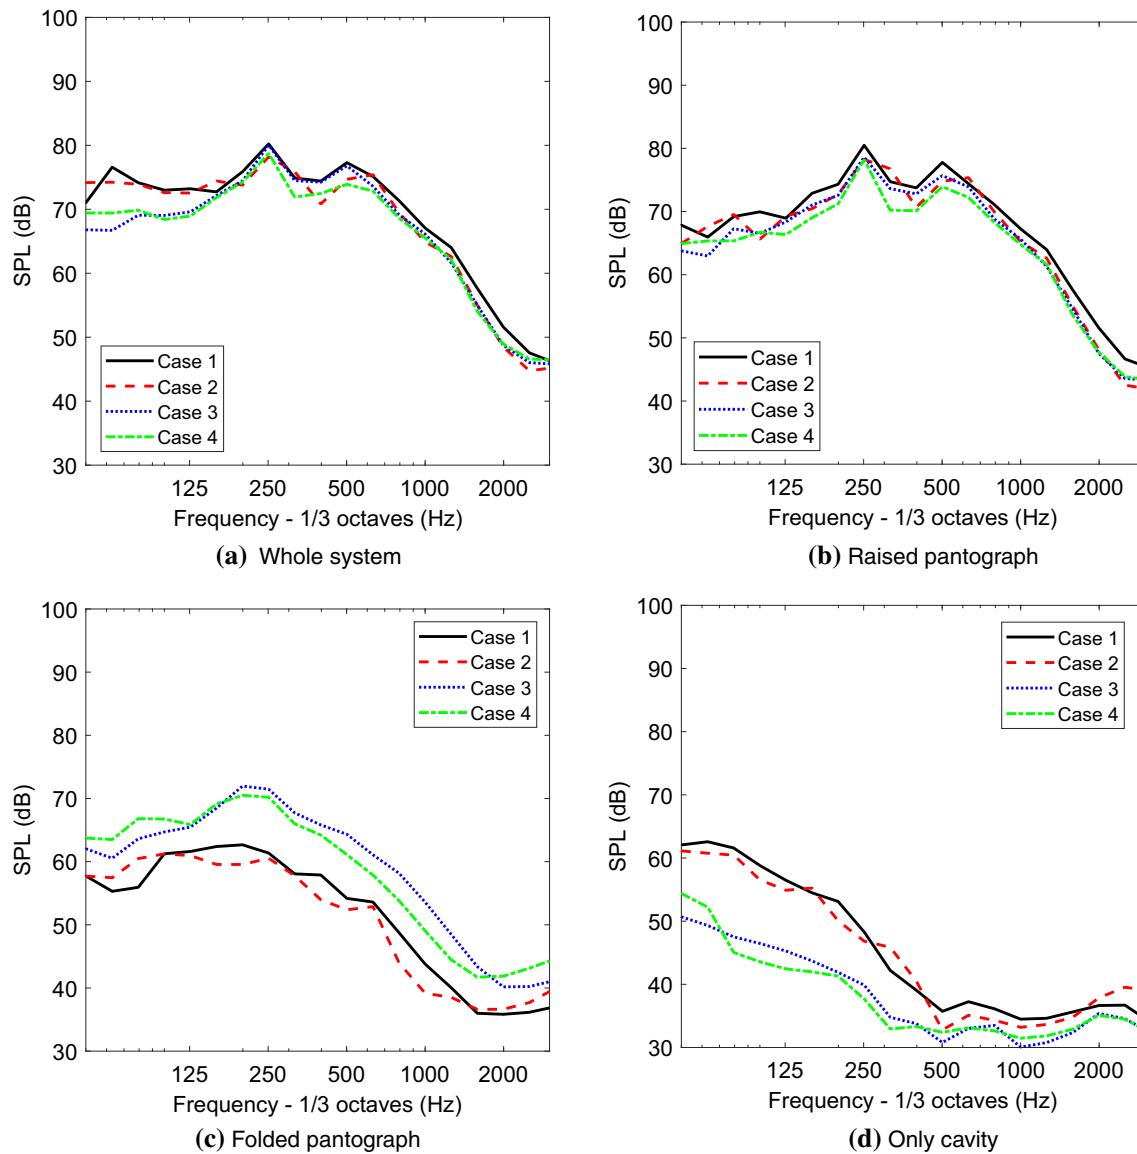 100
90
80
70
60
50
40
30
SPL (dB)
Case 1
Case 2
Case 3
Case 4
125 250 500 1000 2000
Frequency - 1/3 octaves (Hz)
(a) Whole system
100
90
80
70
60
50
40
30
SPL (dB)
Case 1
Case 2
Case 3
Case 4
125 250 500 1000 2000
Frequency - 1/3 octaves (Hz)
(b) Raised pantograph
100
90
80
70
60
50
40
30
SPL (dB)
Case 1
Case 2
Case 3
Case 4
125 250 500 1000 2000
Frequency - 1/3 octaves (Hz)
(c) Folded pantograph
100
90
80
70
60
50
40
30
SPL (dB)
Case 1
Case 2
Case 3
Case 4
125 250 500 1000 2000
Frequency - 1/3 octaves (Hz)
(d) Only cavity